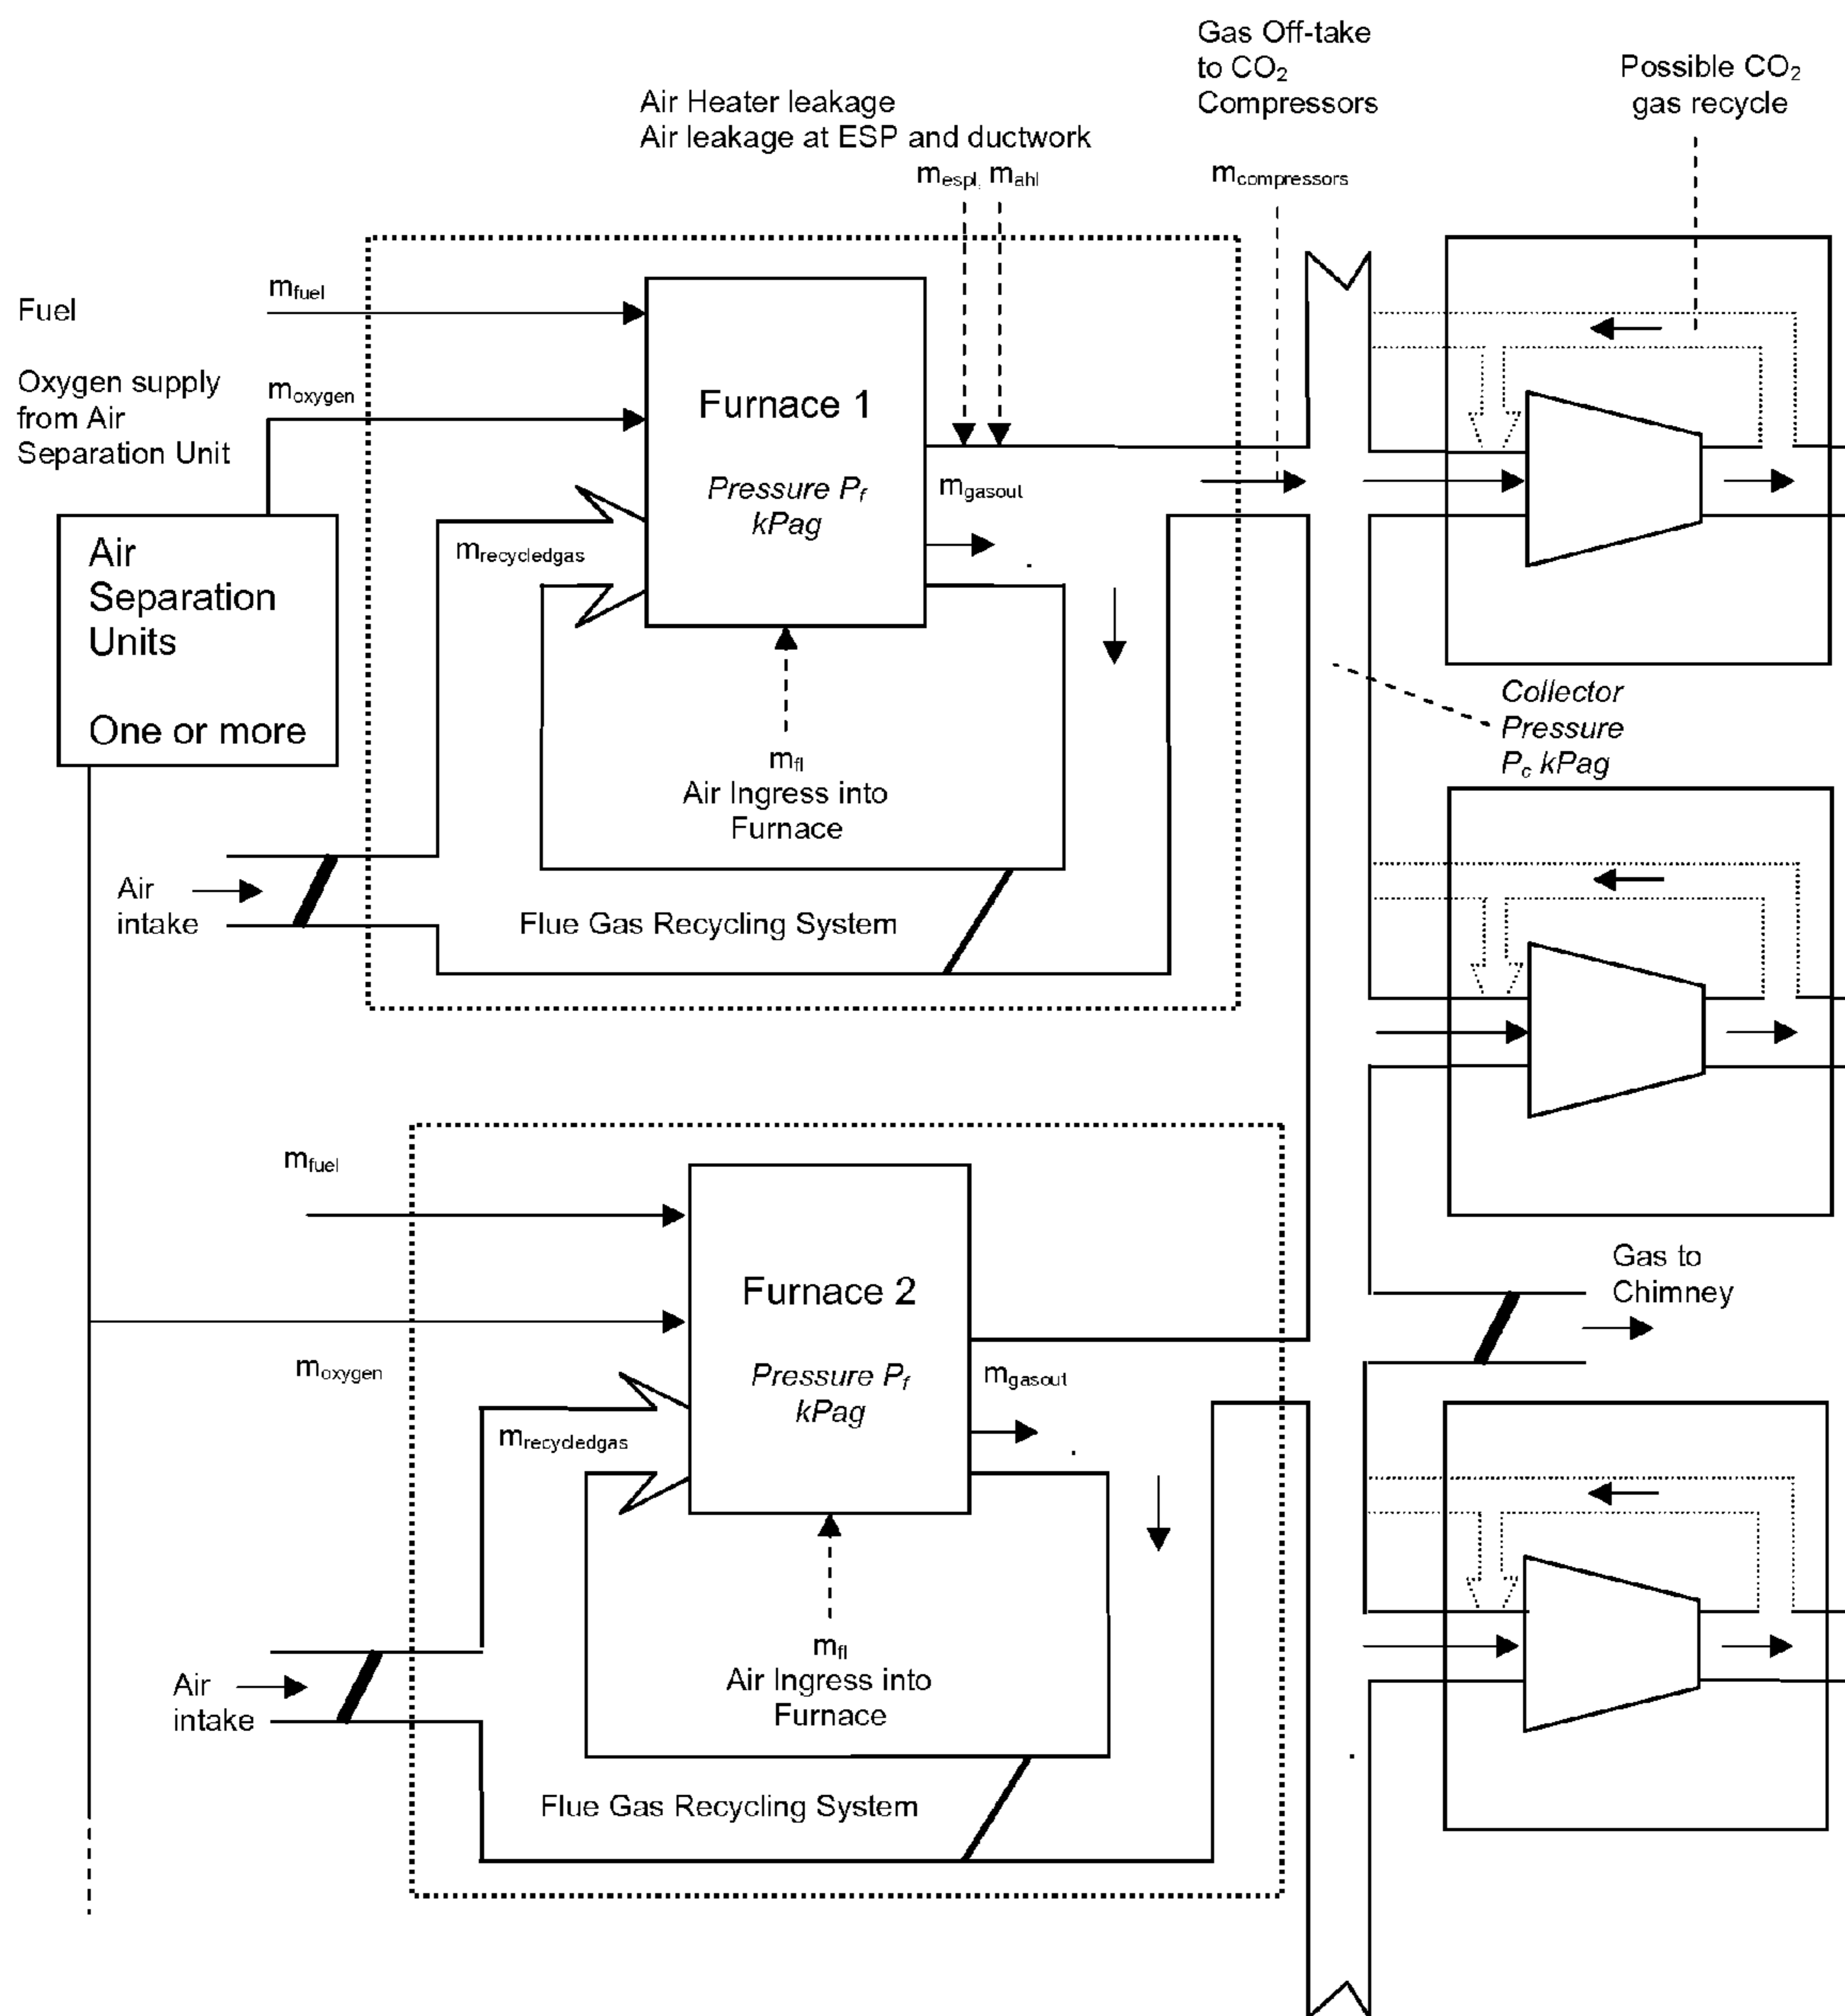 Gas Off-take
to CO₂
Compressors
Possible CO₂
gas recycle
Air Heater leakage
Air leakage at ESP and ductwork
m_espl, m_ahl
m_compressors
Fuel
m_fuel
Oxygen supply
from Air
Separation Unit
m_oxygen
Furnace 1
Pressure P_f
kPag
m_gasout
m_recycledgas
Air
Separation
Units
One or more
m_fl
Air Ingress into
Furnace
Collector
Pressure
P_c kPag
Air
intake
Flue Gas Recycling System
m_fuel
Furnace 2
Pressure P_f
kPag
m_oxygen
m_gasout
m_recycledgas
Gas to
Chimney
m_fl
Air Ingress into
Furnace
Air
intake
Flue Gas Recycling System